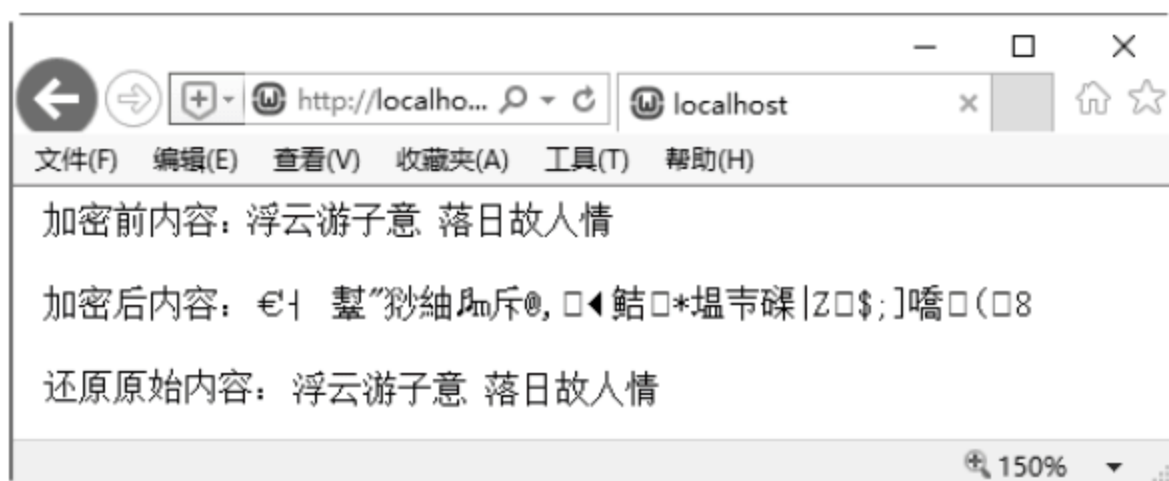 http://localho...
localhost
文件(F) 编辑(E) 查看(V) 收藏夹(A) 工具(T) 帮助(H)
加密前内容：浮云游子意 落日故人情
加密后内容：
还原原始内容：浮云游子意 落日故人情
150%